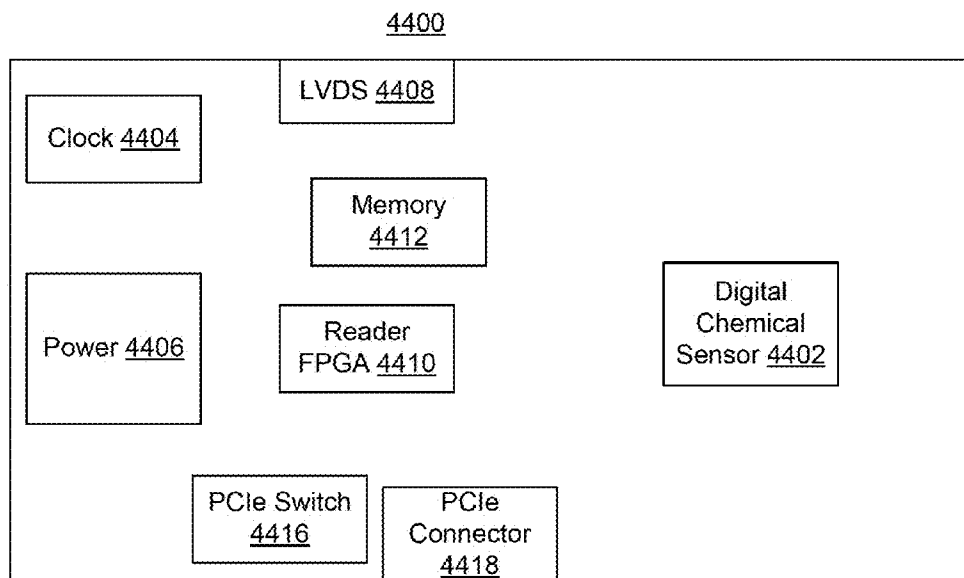 4400
LVDS 4408
Clock 4404
Memory
4412
Digital
Chemical
Sensor 4402
Power 4406
Reader
FPGA 4410
PCIe Switch
4416
PCIe
Connector
4418